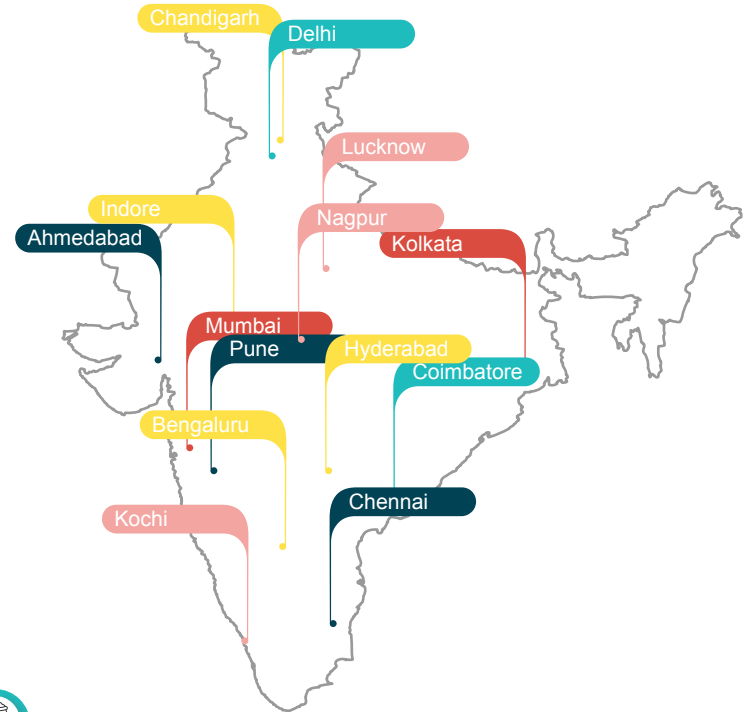 Chandigarh
Delhi
Lucknow
Indore
Nagpur
Ahmedabad
Kolkata
Mumbai
Pune
Hyderabad
Coimbatore
Bengaluru
Chennai
Kochi